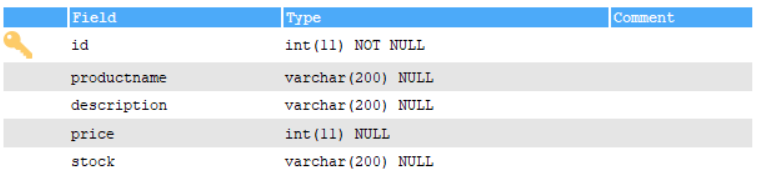 Field Type Comment
id int(11) NOT NULL
productname varchar(200) NULL
description varchar(200) NULL
price int(11) NULL
stock varchar(200) NULL